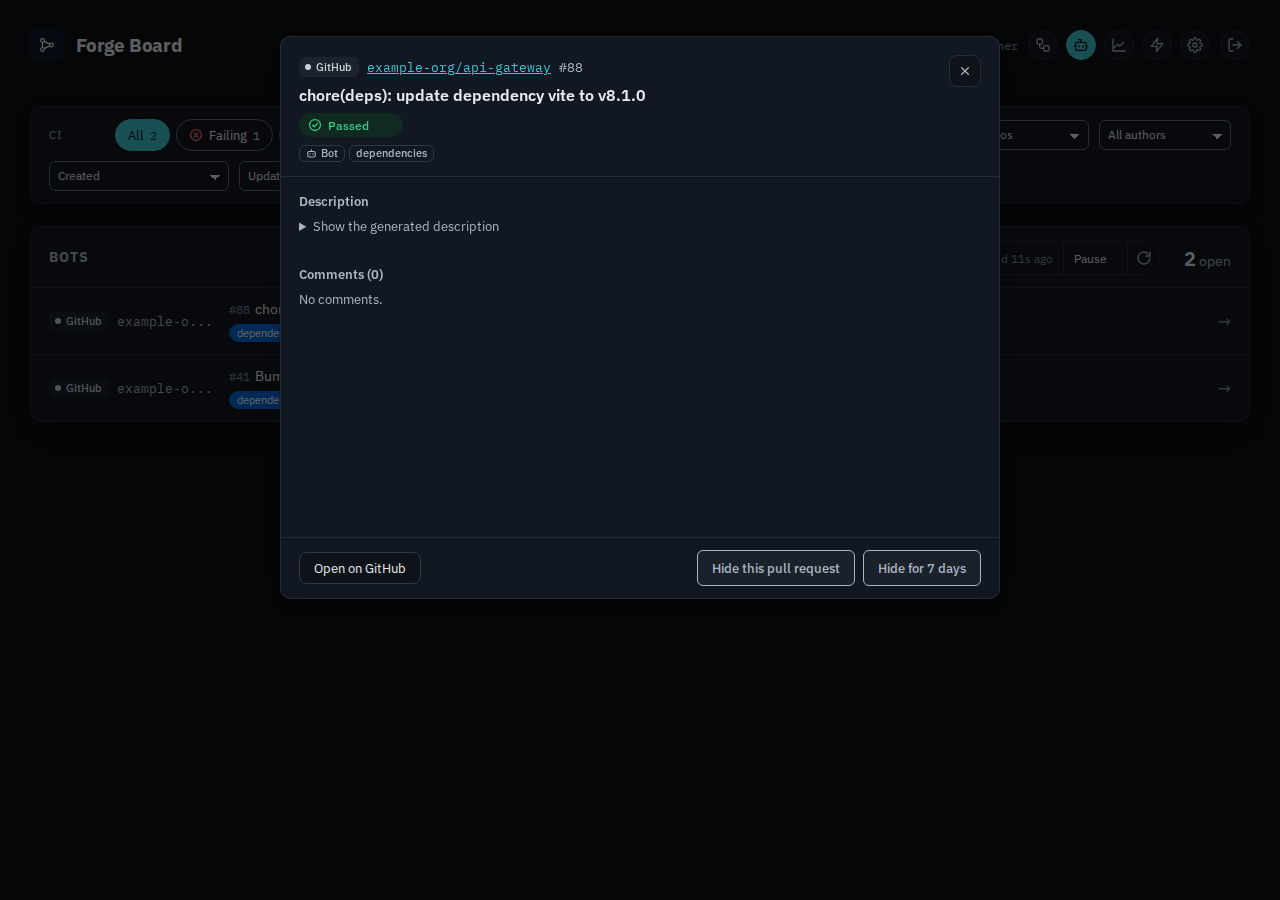 Forge Board
GitHub example-org/api-gateway #88
chore(deps): update dependency vite to v8.1.0
Passed
Bot dependencies
Description
Show the generated description
Comments (0)
No comments.
Open on GitHub
Hide this pull request
Hide for 7 days
CI
All 2
Failing 1
All authors
Created
BOTS
11s ago
Pause
2 open
GitHub example-o... #88
GitHub example-o... #41